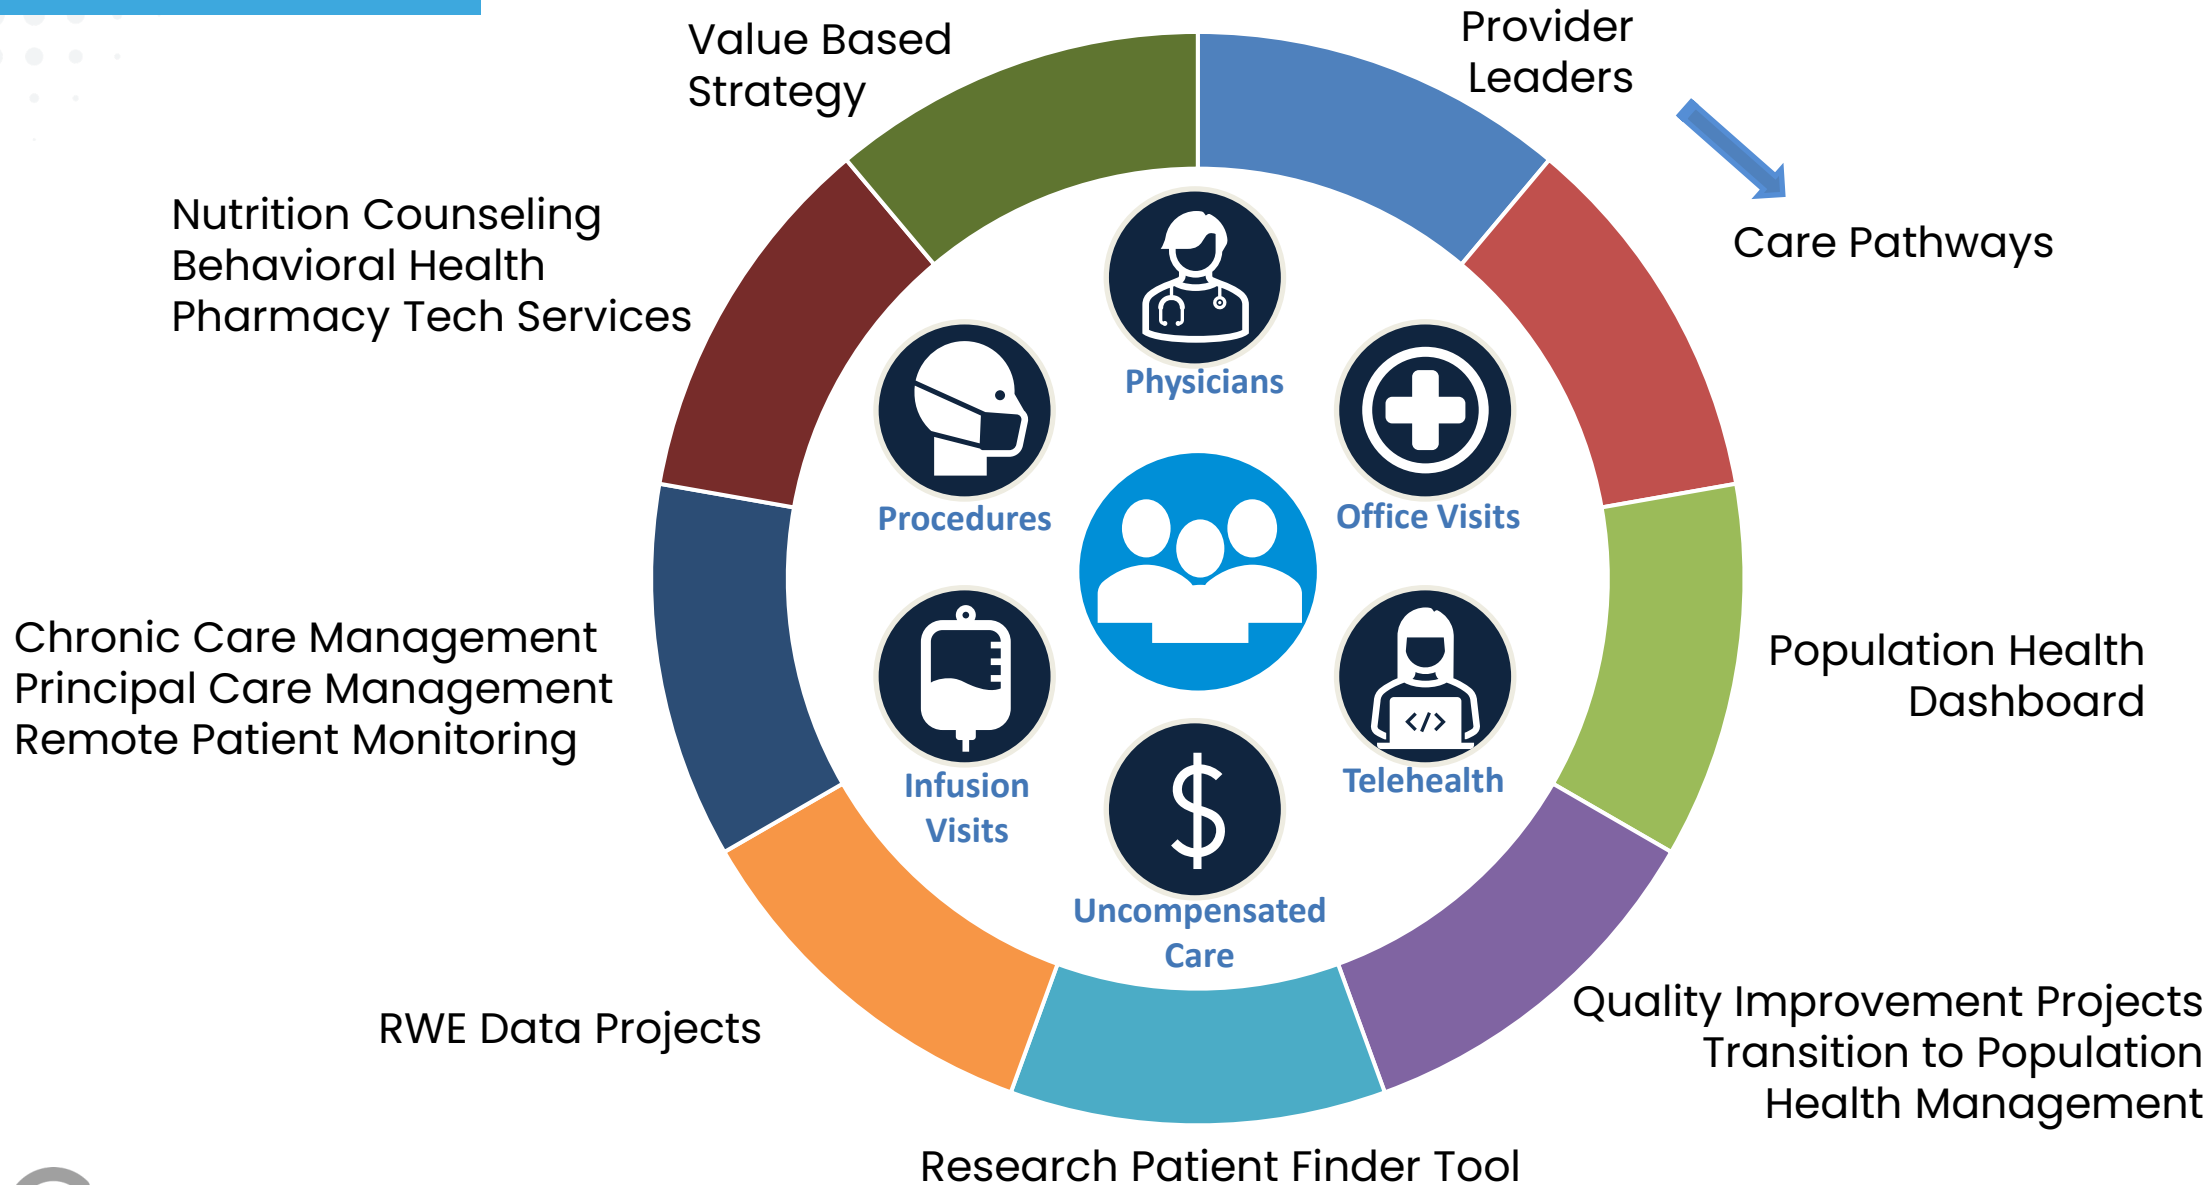 Value Based
Strategy
Provider
Leaders
Care Pathways
Nutrition Counseling
Behavioral Health
Pharmacy Tech Services
Physicians
Procedures
Office Visits
Chronic Care Management
Principal Care Management
Remote Patient Monitoring
Population Health
Dashboard
</>
Infusion
Visits
Telehealth
Uncompensated
Care
RWE Data Projects
Quality Improvement Projects
Transition to Population
Health Management
Research Patient Finder Tool